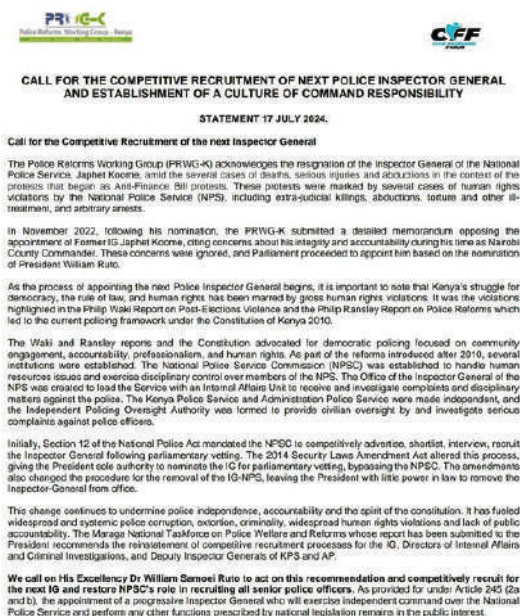 PRWG-K
Police Reforms Working Group - Kenya
CFF
CALL FOR THE COMPETITIVE RECRUITMENT OF NEXT POLICE INSPECTOR GENERAL
AND ESTABLISHMENT OF A CULTURE OF COMMAND RESPONSIBILITY
STATEMENT 17 JULY 2024.
Call for the Competitive Recruitment of the next Inspector General
The Police Reforms Working Group (PRWG-K) acknowledges the resignation of the Inspector General of the National
Police Service, Japhet Koome, amid the several cases of deaths, serious injuries and abductions in the context of the
protests that began as Anti-Finance Bill protests. These protests were marked by several cases of human rights
violations by the National Police Service (NPS), including extra-judicial killings, abductions, torture and other ill-
treatment, and arbitrary arrests.
In November 2022, following his nomination, the PRWG-K submitted a detailed memorandum opposing the
appointment of Former IG Japhet Koome, citing concerns about his integrity and accountability during his time as Nairobi
County Commander. These concerns were ignored, and Parliament proceeded to appoint him based on the nomination
of President William Ruto.
As the process of appointing the next Police Inspector General begins, it is important to note that Kenya's struggle for
democracy, the rule of law, and human rights has been marred by gross human rights violations. It was the violations
highlighted in the Philip Waki Report on Post-Elections Violence and the Philip Ransley Report on Police Reforms which
led to the current policing framework under the Constitution of Kenya 2010.
The Waki and Ransley reports and the Constitution advocated for democratic policing focused on community
engagement, accountability, professionalism, and human rights. As part of the reforms introduced after 2010, several
institutions were established. The National Police Service Commission (NPSC) was established to handle human
resources issues and exercise disciplinary control over members of the NPS. The Office of the Inspector General of the
NPS was created to lead the Service with an Internal Affairs Unit to receive and investigate complaints and disciplinary
matters against the police. The Kenya Police Service and Administration Police Service were made independent, and
the Independent Policing Oversight Authority was formed to provide civilian oversight by and investigate serious
complaints against police officers.
Initially, Section 12 of the National Police Act mandated the NPSC to competitively advertise, shortlist, interview, recruit
the Inspector General following parliamentary vetting. The 2014 Security Laws Amendment Act altered this process,
giving the President sole authority to nominate the IG for parliamentary vetting, bypassing the NPSC. The amendments
also changed the procedure for the removal of the IG-NPS, leaving the President with little power in law to remove the
Inspector-General from office.
This change continues to undermine police independence, accountability and the spirit of the constitution. It has fueled
widespread and systemic police corruption, extortion, criminality, widespread human rights violations and lack of public
accountability. The Maraga National Taskforce on Police Welfare and Reforms whose report has been submitted to the
President recommends the reinstatement of competitive recruitment processes for the IG, Directors of Internal Affairs
and Criminal Investigations, and Deputy Inspector Generals of KPS and AP.
We call on His Excellency Dr William Samoei Ruto to act on this recommendation and competitively recruit for
the next IG and restore NPSC's role in recruiting all senior police officers. As provided for under Article 245 (2a
and b), the appointment of a progressive Inspector General who will exercise independent command over the National
Police Service and perform any other functions prescribed by national legislation remains in the public interest.